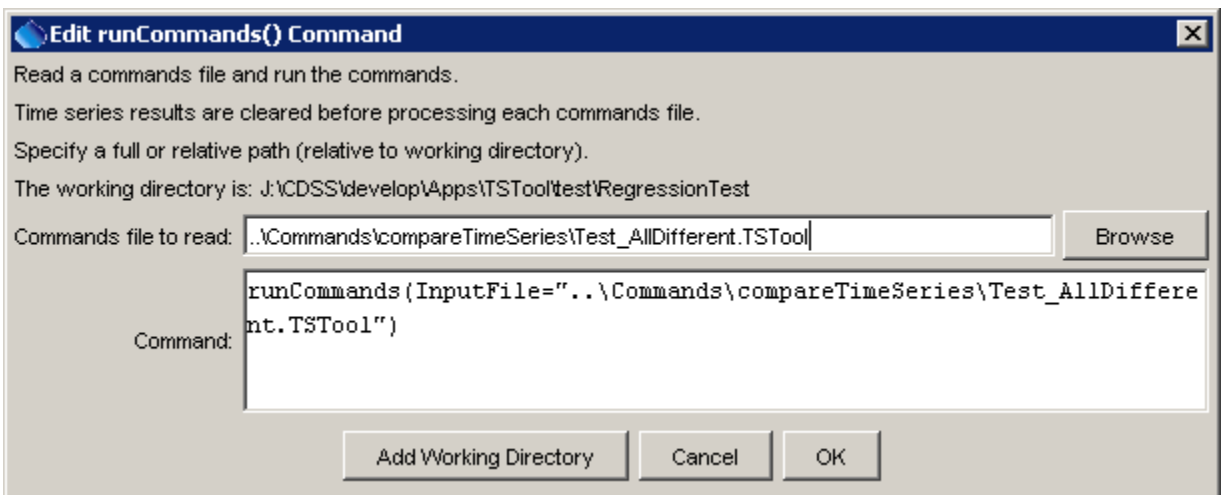 Edit runCommands() Command
Read a commands file and run the commands.
Time series results are cleared before processing each commands file.
Specify a full or relative path (relative to working directory).
The working directory is: J:\CDSS\develop\Apps\TSTool\test\RegressionTest
Commands file to read: ..\Commands\compareTimeSeries\Test_AllDifferent.TSTool Browse
runCommands(InputFile="..\Commands\compareTimeSeries\Test_AllDiffere
nt.TSTool")
Command:
Add Working Directory Cancel OK